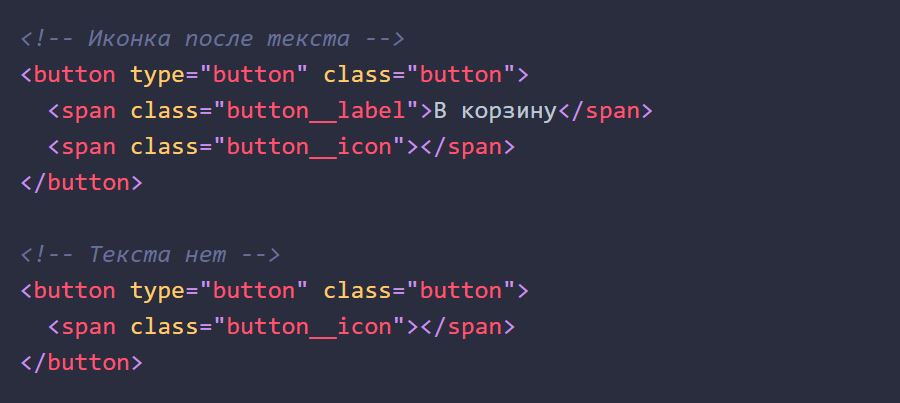 <!-- Иконка после текста -->
<button type="button" class="button">
  <span class="button__label">В корзину</span>
  <span class="button__icon"></span>
</button>

<!-- Текста нет -->
<button type="button" class="button">
  <span class="button__icon"></span>
</button>